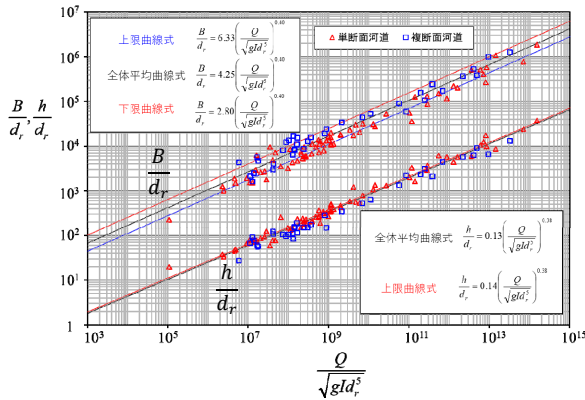 上限曲線式 B/d_r = 6.33(Q/√gId_r^5)^0.40
全体平均曲線式 B/d_r = 4.25(Q/√gId_r^5)^0.40
下限曲線式 B/d_r = 2.80(Q/√gId_r^5)^0.40
単断面河道 複断面河道
10^7
10^6
10^5
10^4
10^3
10^2
10^1
1
B/d_r, h/d_r
B/d_r
h/d_r
全体平均曲線式 h/d_r = 0.13(Q/√gId_r^5)^0.38
上限曲線式 h/d_r = 0.14(Q/√gId_r^5)^0.38
10^3 10^5 10^7 10^9 10^11 10^13 10^15
Q/√gId_r^5